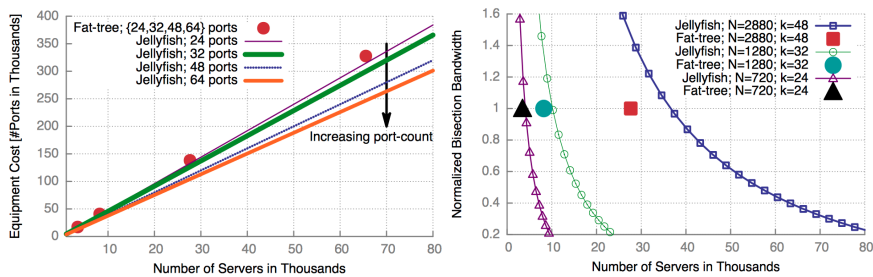 Equipment Cost [#Ports in Thousands]
400
350
300
250
200
150
100
50
0
Fat-tree; {24,32,48,64} ports
Jellyfish; 24 ports
Jellyfish; 32 ports
Jellyfish; 48 ports
Jellyfish; 64 ports
Increasing port-count
10 20 30 40 50 60 70 80
Number of Servers in Thousands
Normalized Bisection Bandwidth
1.6
1.4
1.2
1
0.8
0.6
0.4
0.2
Jellyfish; N=2880; k=48
Fat-tree; N=2880; k=48
Jellyfish; N=1280; k=32
Fat-tree; N=1280; k=32
Jellyfish; N=720; k=24
Fat-tree; N=720; k=24
0 10 20 30 40 50 60 70 80
Number of Servers in Thousands